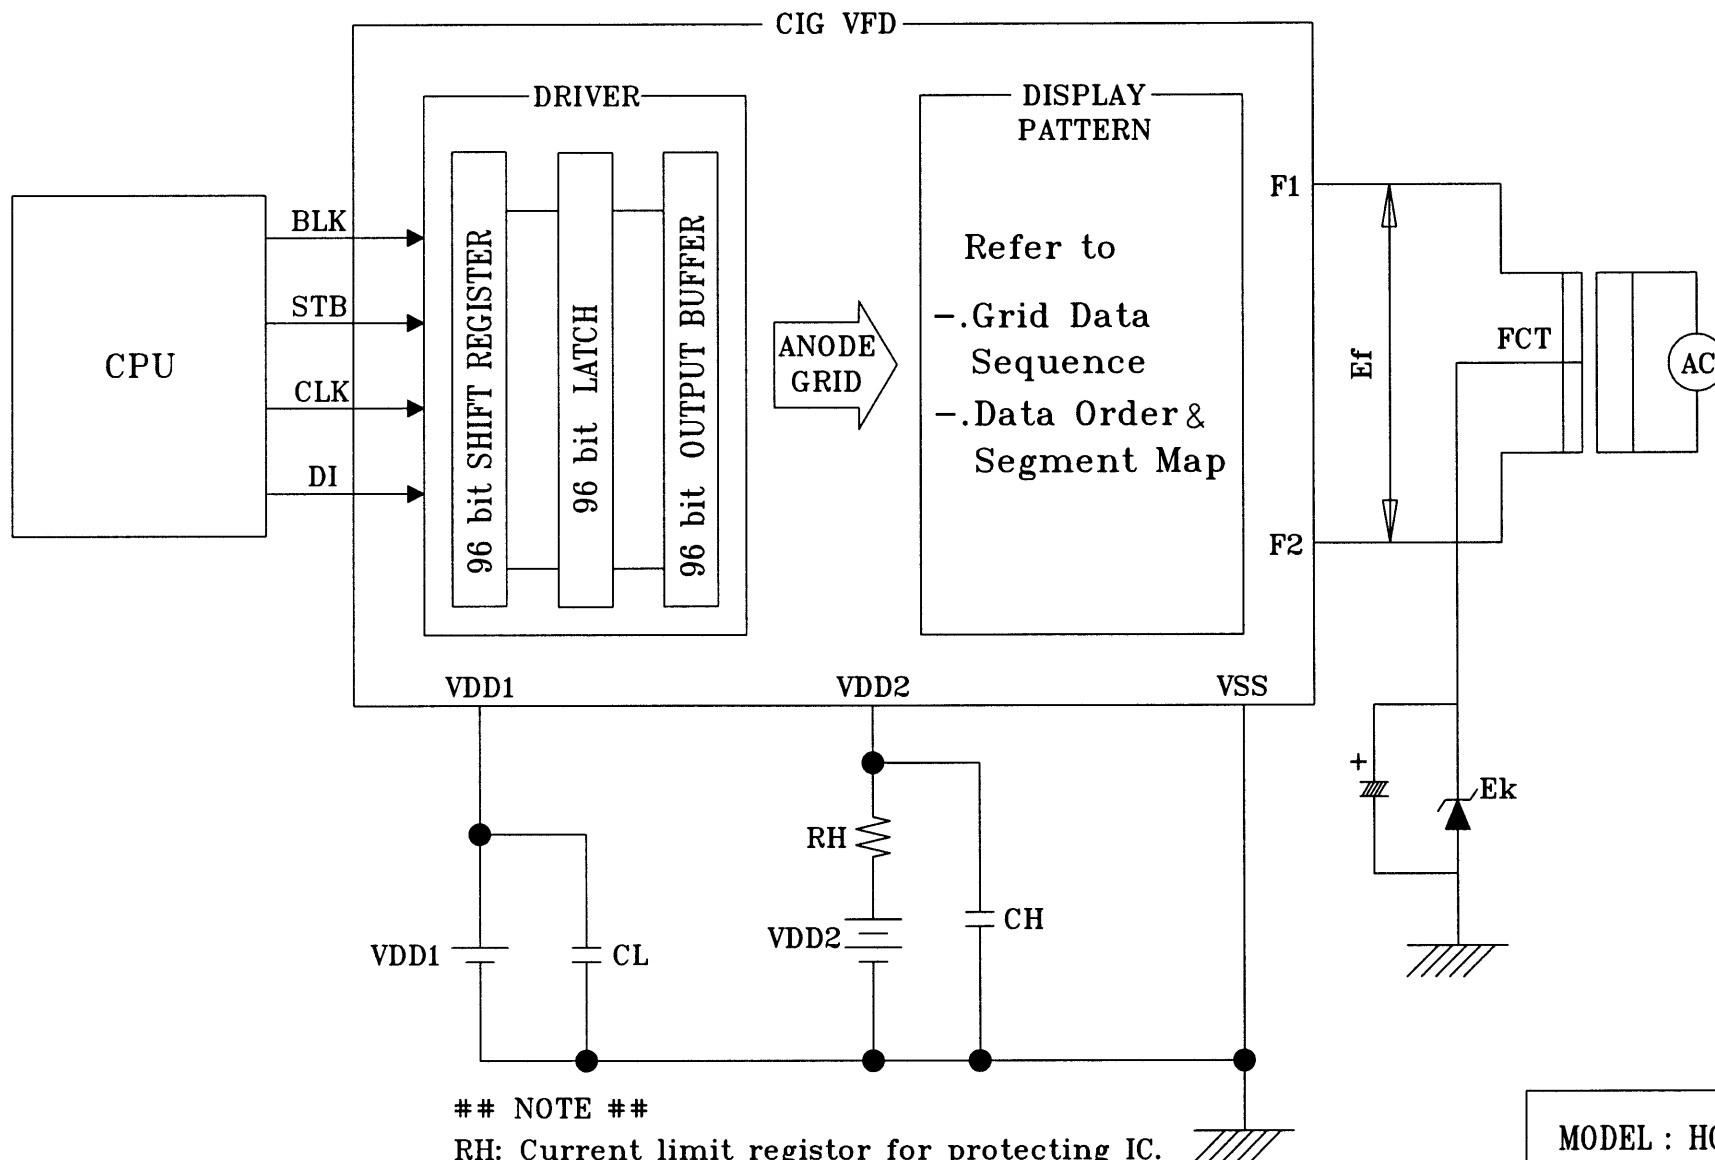 CIG VFD
DRIVER
DISPLAY
PATTERN
CPU
BLK
STB
CLK
DI
96 bit SHIFT REGISTER
96 bit LATCH
96 bit OUTPUT BUFFER
ANODE
GRID
Refer to
-.Grid Data
Sequence
-.Data Order &
Segment Map
F1
F2
Ef
FCT
AC
VDD1
VDD2
VSS
+
Ek
RH
VDD1
CL
VDD2
CH
## NOTE ##
RH: Current limit registor for protecting IC.
MODEL : HC